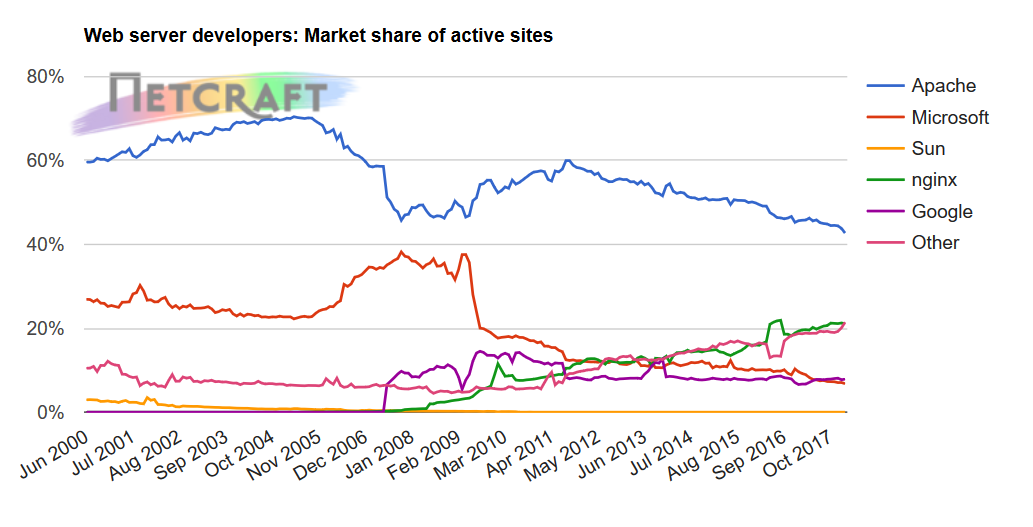 Web server developers: Market share of active sites
NETCRAFT
80%
60%
40%
20%
0%
Jun 2000
Jul 2001
Aug 2002
Sep 2003
Oct 2004
Nov 2005
Dec 2006
Jan 2008
Feb 2009
Mar 2010
Apr 2011
May 2012
Jun 2013
Jul 2014
Aug 2015
Sep 2016
Oct 2017
Apache
Microsoft
Sun
nginx
Google
Other